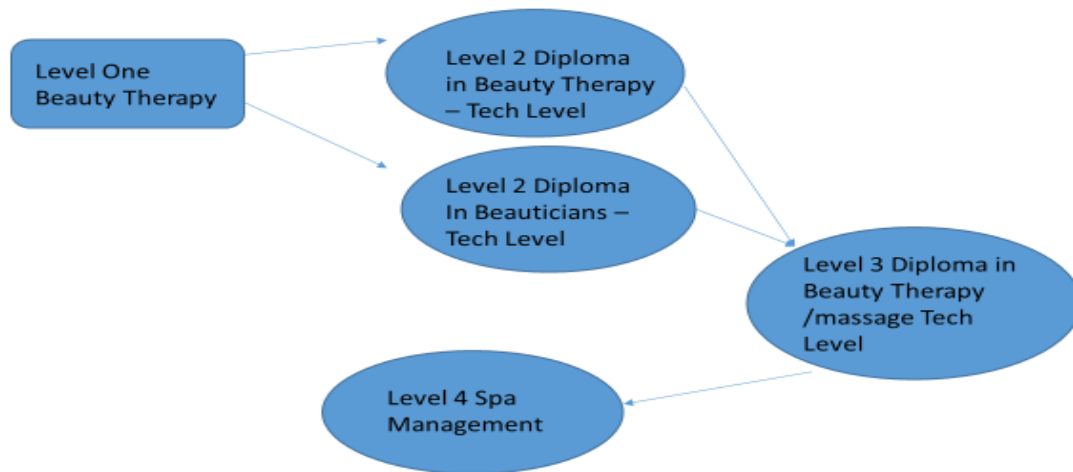 Level One
Beauty Therapy
Level 2 Diploma
in Beauty Therapy
– Tech Level
Level 2 Diploma
In Beauticians –
Tech Level
Level 3 Diploma in
Beauty Therapy
/massage Tech
Level
Level 4 Spa
Management